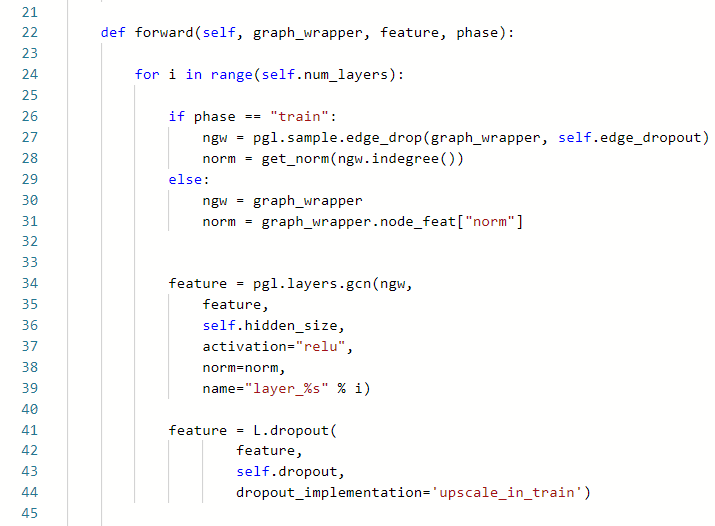 21
22 def forward(self, graph_wrapper, feature, phase):
23
24 for i in range(self.num_layers):
25
26 if phase == "train":
27 ngw = pgl.sample.edge_drop(graph_wrapper, self.edge_dropout)
28 norm = get_norm(ngw.indegree())
29 else:
30 ngw = graph_wrapper
31 norm = graph_wrapper.node_feat["norm"]
32
33
34 feature = pgl.layers.gcn(ngw,
35 feature,
36 self.hidden_size,
37 activation="relu",
38 norm=norm,
39 name="layer_%s" % i)
40
41 feature = L.dropout(
42 feature,
43 self.dropout,
44 dropout_implementation='upscale_in_train')
45